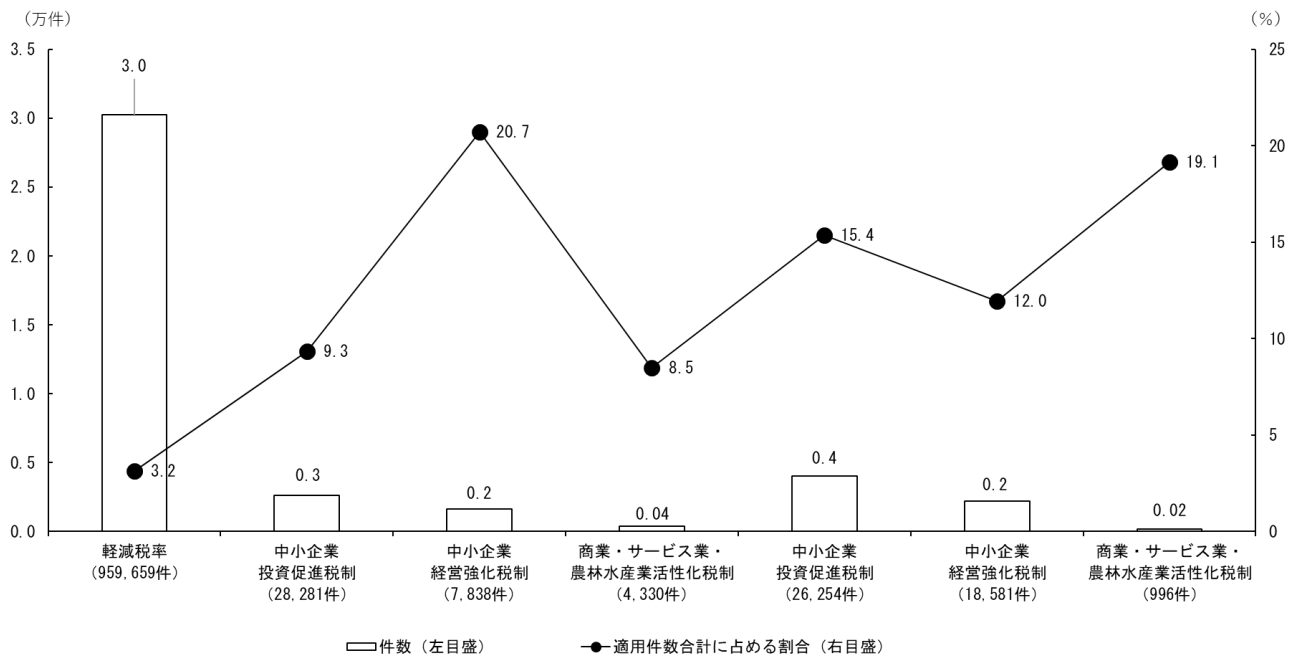 （万件）
（%）
3.5
3.0
2.5
2.0
1.5
1.0
0.5
0.0
25
20
15
10
5
0
3.0
0.3
0.2
0.04
0.4
0.2
0.02
3.2
9.3
20.7
8.5
15.4
12.0
19.1
軽減税率
（959,659件）
中小企業
投資促進税制
（28,281件）
中小企業
経営強化税制
（7,838件）
商業・サービス業・
農林水産業活性化税制
（4,330件）
中小企業
投資促進税制
（26,254件）
中小企業
経営強化税制
（18,581件）
商業・サービス業・
農林水産業活性化税制
（996件）
件数（左目盛）
適用件数合計に占める割合（右目盛）